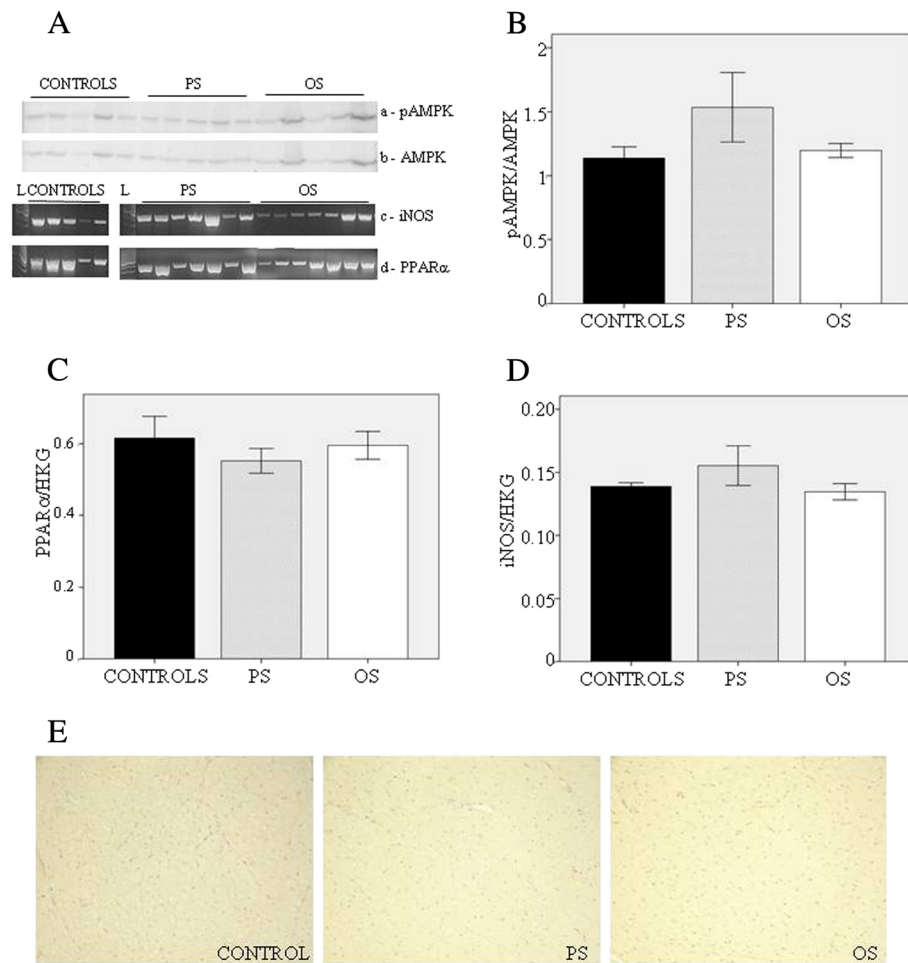 A
CONTROLS PS OS
a - pAMPK
b - AMPK
L CONTROLS L PS OS
c - iNOS
d - PPARα
B
pAMPK/AMPK
2
1.5
1
0.5
0
CONTROLS PS OS
C
PPARα/HKG
0.6
0.4
0.2
0
CONTROLS PS OS
D
iNOS/HKG
0.20
0.15
0.10
0.05
0
CONTROLS PS OS
E
CONTROL PS OS